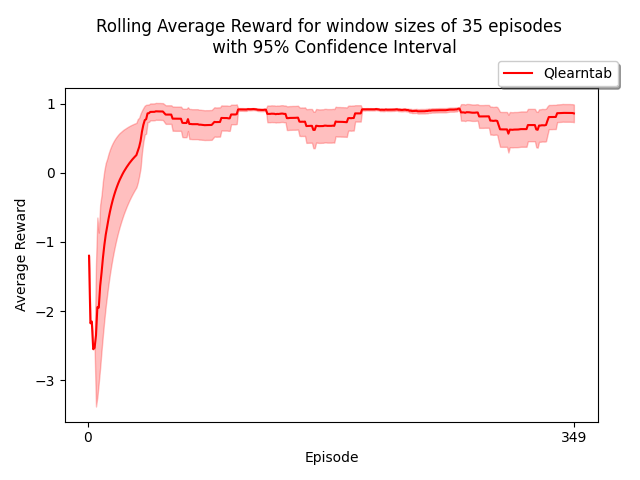 Rolling Average Reward for window sizes of 35 episodes
with 95% Confidence Interval
Qlearntab
1
0
−1
−2
−3
Average Reward
0
349
Episode